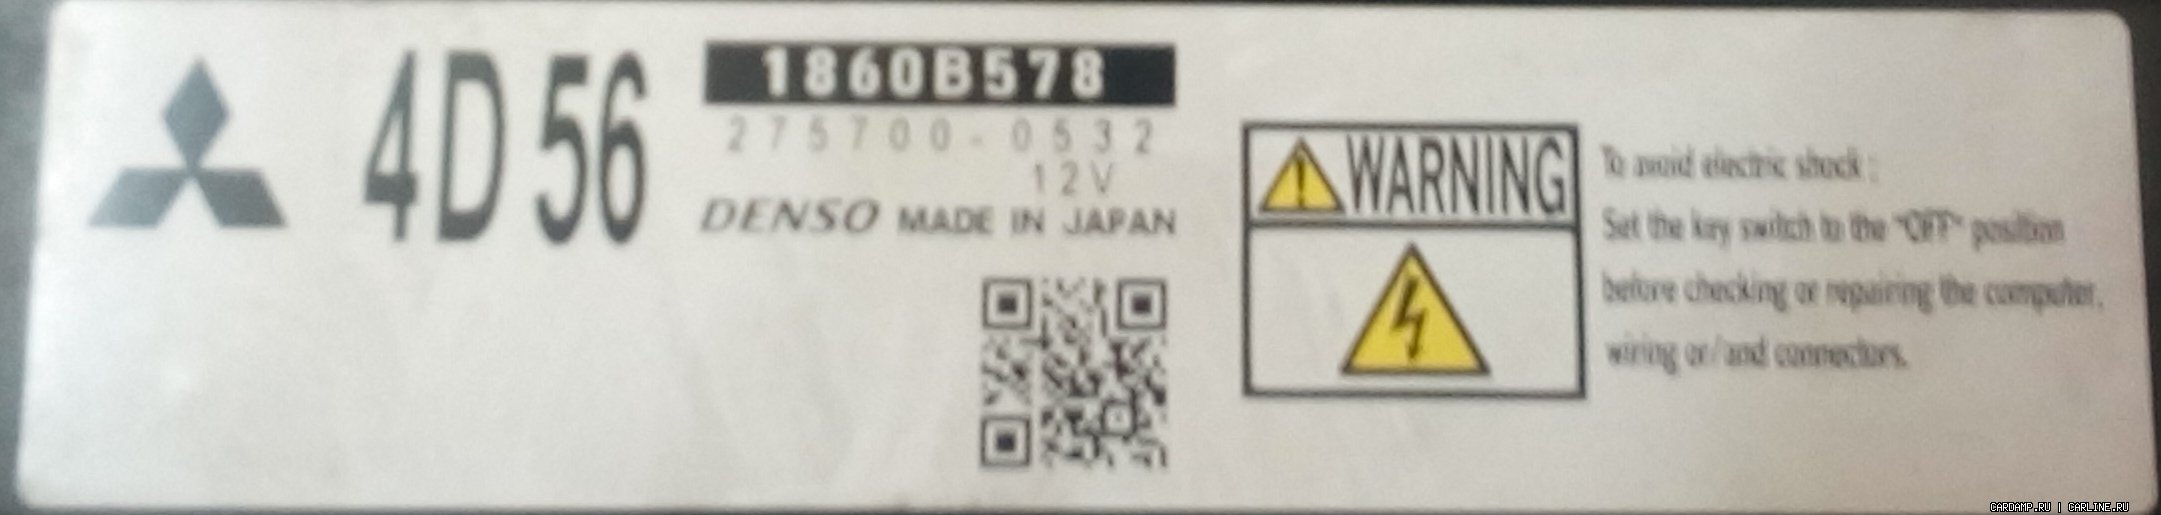 4D56
1860B578
275700-0532
12V
DENSO MADE IN JAPAN
WARNING
To avoid electric shock :
Set the key switch to the "OFF" position
before checking or repairing the computer,
wiring or/and connectors.
CARDAMP.RU | CARLINE.RU